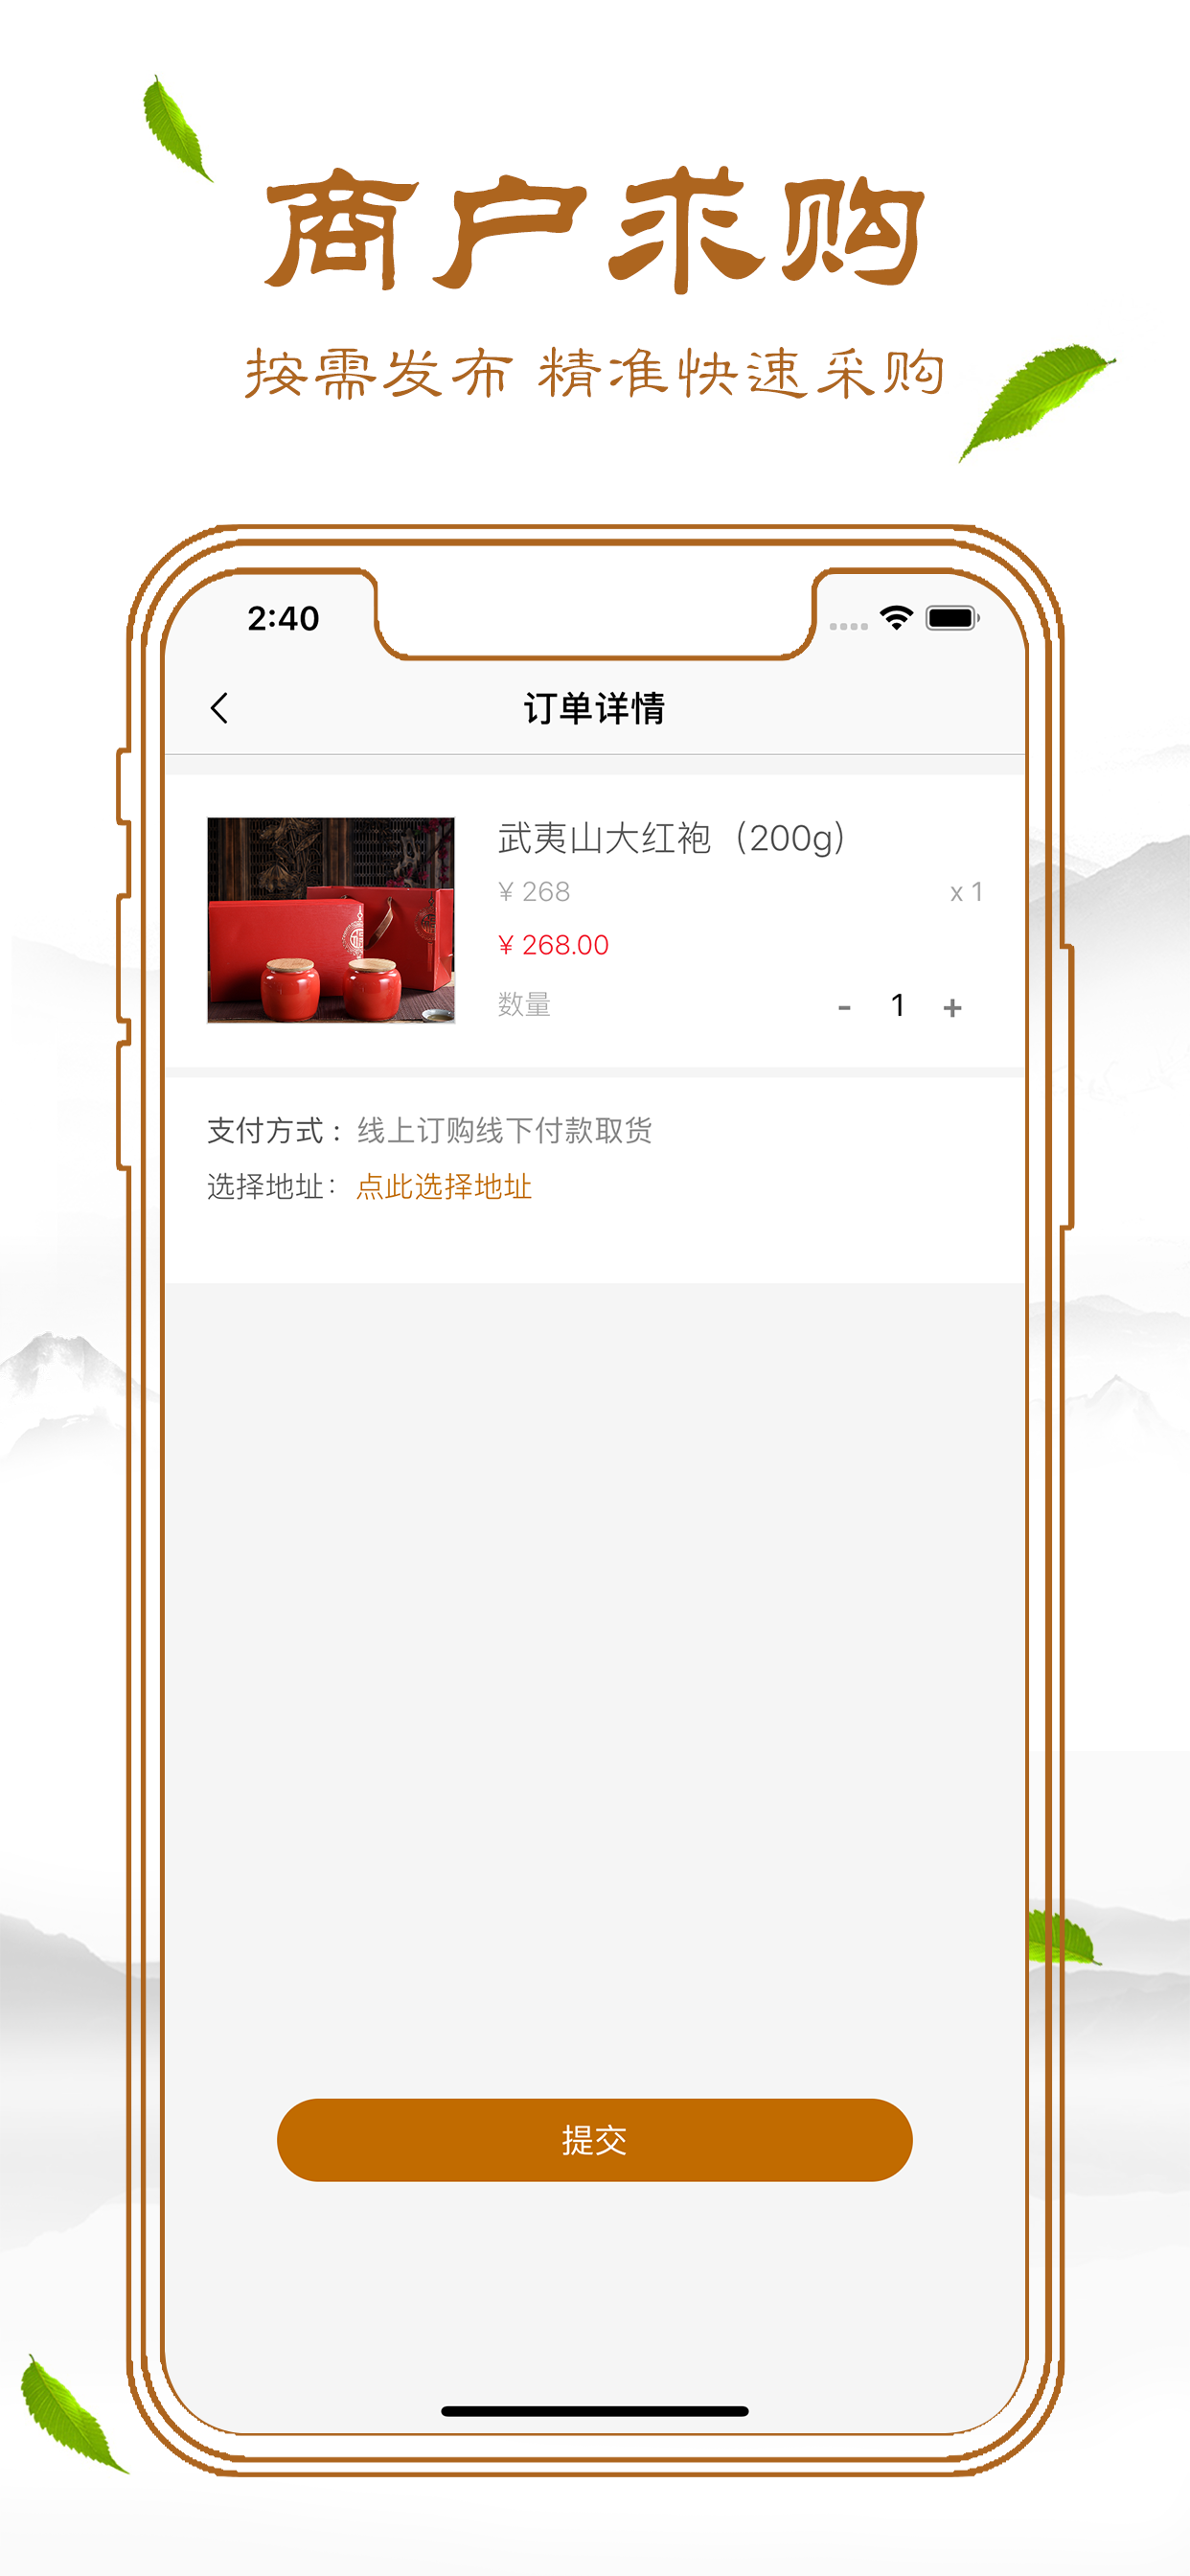 商户求购
按需发布 精准快速采购
2:40
订单详情
武夷山大红袍（200g）
¥ 268
x 1
¥ 268.00
数量
- 1 +
支付方式：线上订购线下付款取货
选择地址：点此选择地址
提交